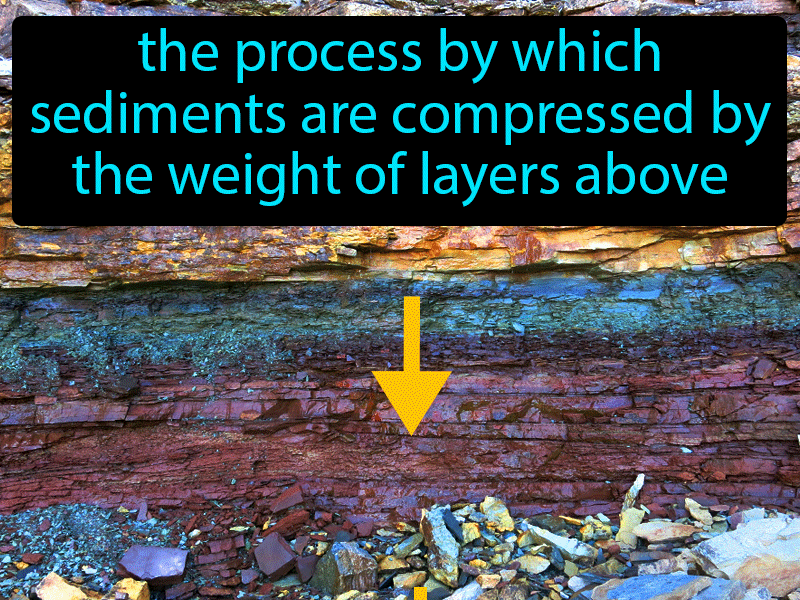 the process by which
sediments are compressed by
the weight of layers above